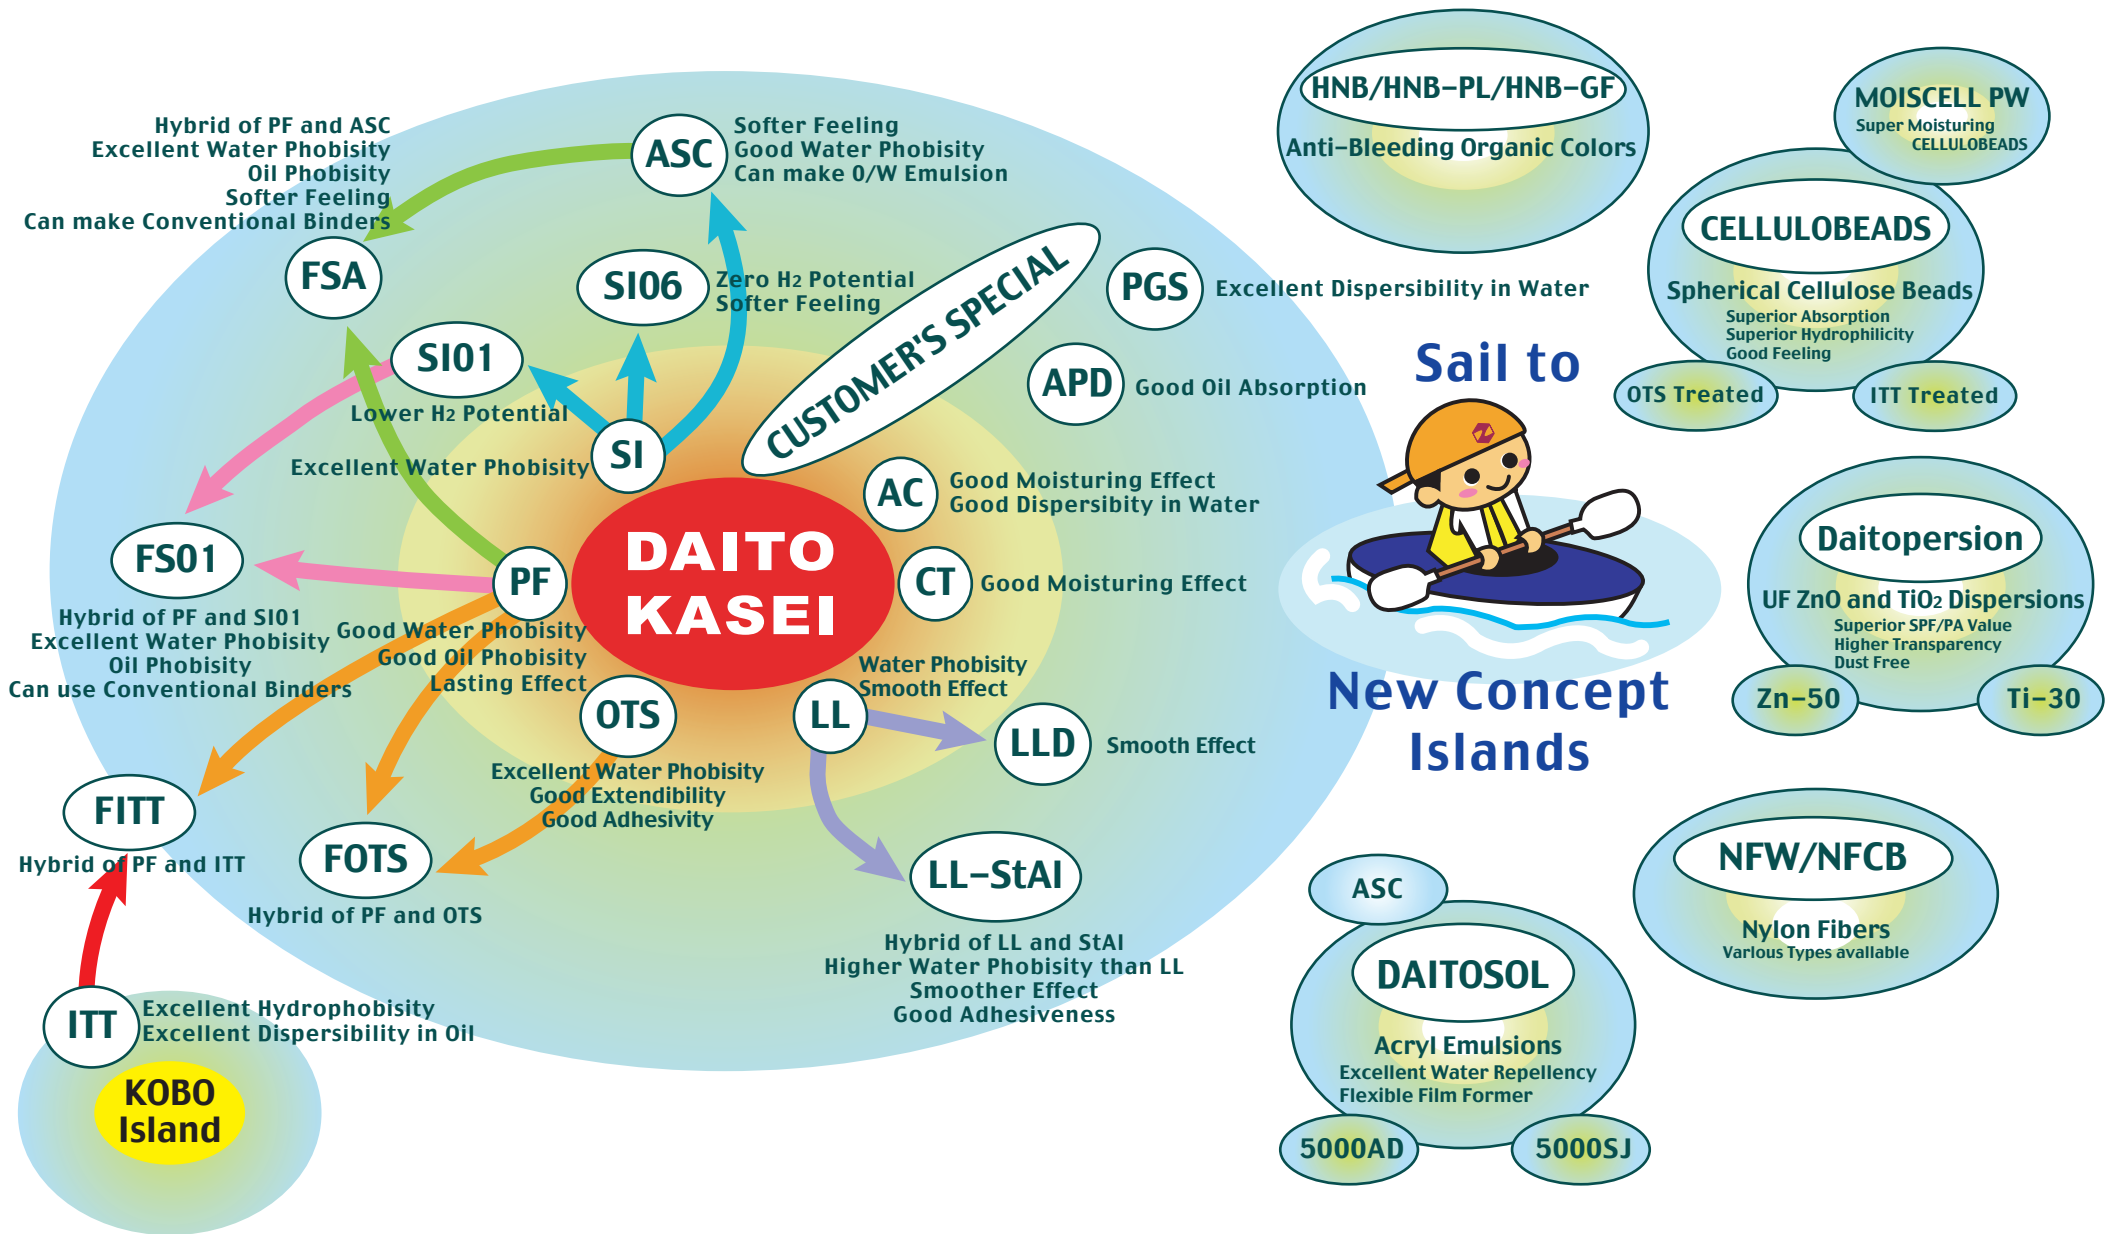 Hybrid of PF and ASC
Excellent Water Phobisity
Oil Phobisity
Softer Feeling
Can make Conventional Binders
FSA
ASC
Softer Feeling
Good Water Phobisity
Can make O/W Emulsion
SI06
Zero H2 Potential
Softer Feeling
SI01
Lower H2 Potential
SI
Excellent Water Phobisity
CUSTOMER'S SPECIAL
PGS
Excellent Dispersibility in Water
APD
Good Oil Absorption
AC
Good Moisturing Effect
Good Dispersibity in Water
CT
Good Moisturing Effect
DAITO
KASEI
FS01
Hybrid of PF and SI01
Excellent Water Phobisity
Oil Phobisity
Can use Conventional Binders
PF
Good Water Phobisity
Good Oil Phobisity
Lasting Effect
OTS
Excellent Water Phobisity
Good Extendibility
Good Adhesivity
LL
Water Phobisity
Smooth Effect
LLD
Smooth Effect
LL-StAl
Hybrid of LL and StAl
Higher Water Phobisity than LL
Smoother Effect
Good Adhesiveness
FITT
Hybrid of PF and ITT
FOTS
Hybrid of PF and OTS
ITT
Excellent Hydrophobisity
Excellent Dispersibility in Oil
KOBO
Island
HNB/HNB-PL/HNB-GF
Anti-Bleeding Organic Colors
MOISCELL PW
Super Moisturing
CELLULOBEADS
CELLULOBEADS
Spherical Cellulose Beads
Superior Absorption
Superior Hydrophilicity
Good Feeling
OTS Treated
ITT Treated
Sail to
New Concept
Islands
Daitopersion
UF ZnO and TiO2 Dispersions
Superior SPF/PA Value
Higher Transparency
Dust Free
Zn-50
Ti-30
NFW/NFCB
Nylon Fibers
Various Types available
ASC
DAITOSOL
Acryl Emulsions
Excellent Water Repellency
Flexible Film Former
5000AD
5000SJ